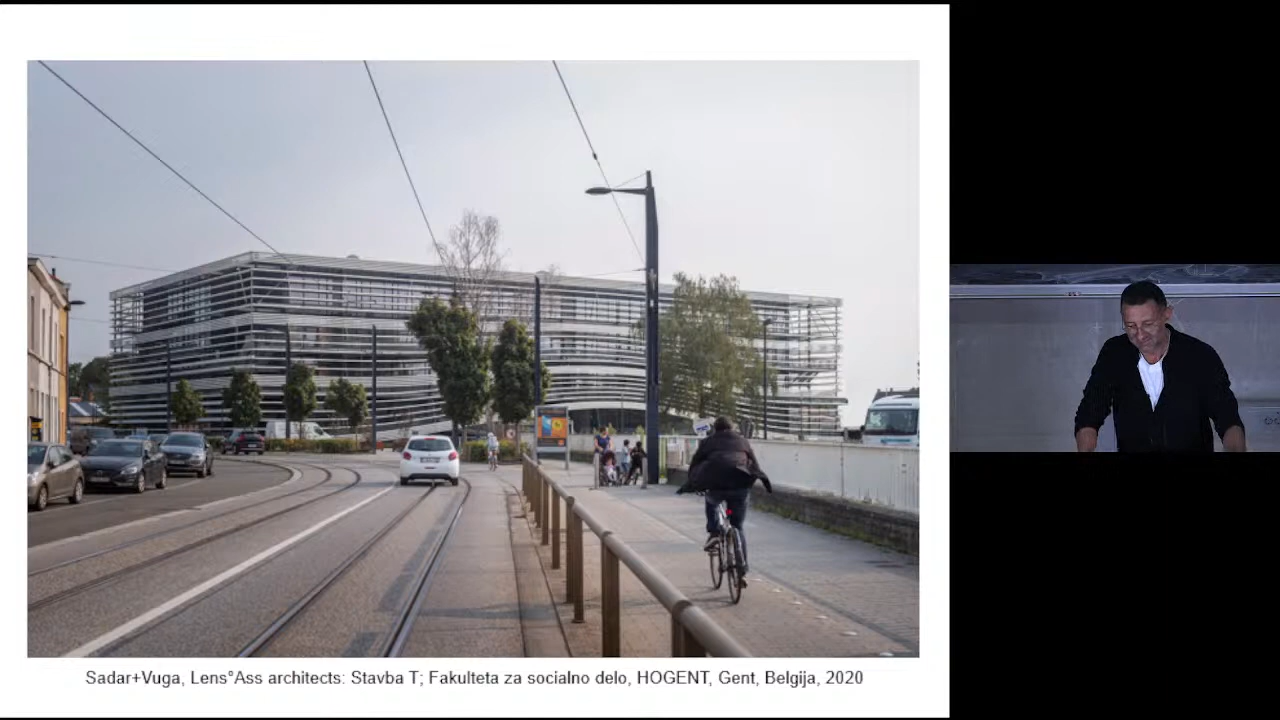 Sadar+Vuga, Lens°Ass architects: Stavba T; Fakulteta za socialno delo, HOGENT, Gent, Belgija, 2020